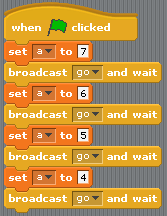 when clicked
set a to 7
broadcast go and wait
set a to 6
broadcast go and wait
set a to 5
broadcast go and wait
set a to 4
broadcast go and wait